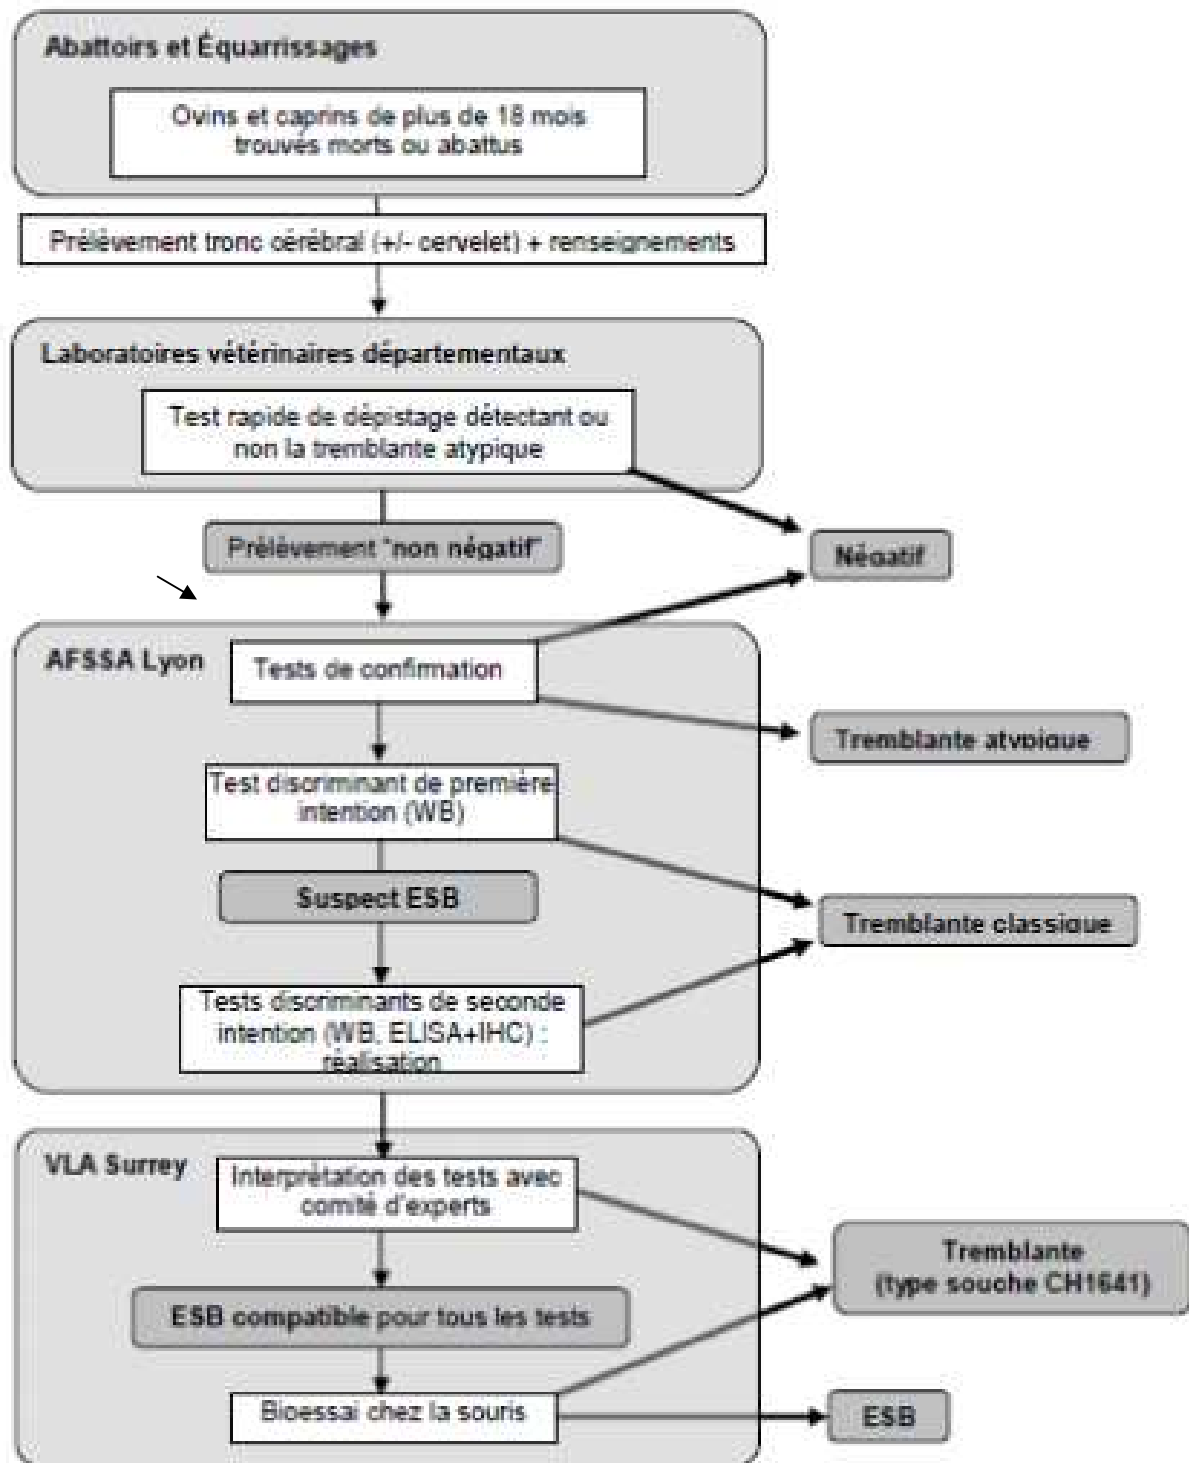 Abattoirs et Équarrissages
Ovins et caprins de plus de 18 mois
trouvés morts ou abattus
Prélèvement tronc cérébral (+/- cervelet) + renseignements
Laboratoires vétérinaires départementaux
Test rapide de dépistage détectant ou
non la tremblante atypique
Prélèvement "non négatif"
Négatif
AFSSA Lyon
Tests de confirmation
Tremblante atypique
Test discriminant de première
intention (WB)
Suspect ESB
Tremblante classique
Tests discriminants de seconde
intention (WB, ELISA+IHC) :
réalisation
VLA Surrey
Interprétation des tests avec
comité d'experts
Tremblante
(type souche CH1641)
ESB compatible pour tous les tests
Bioessai chez la souris
ESB